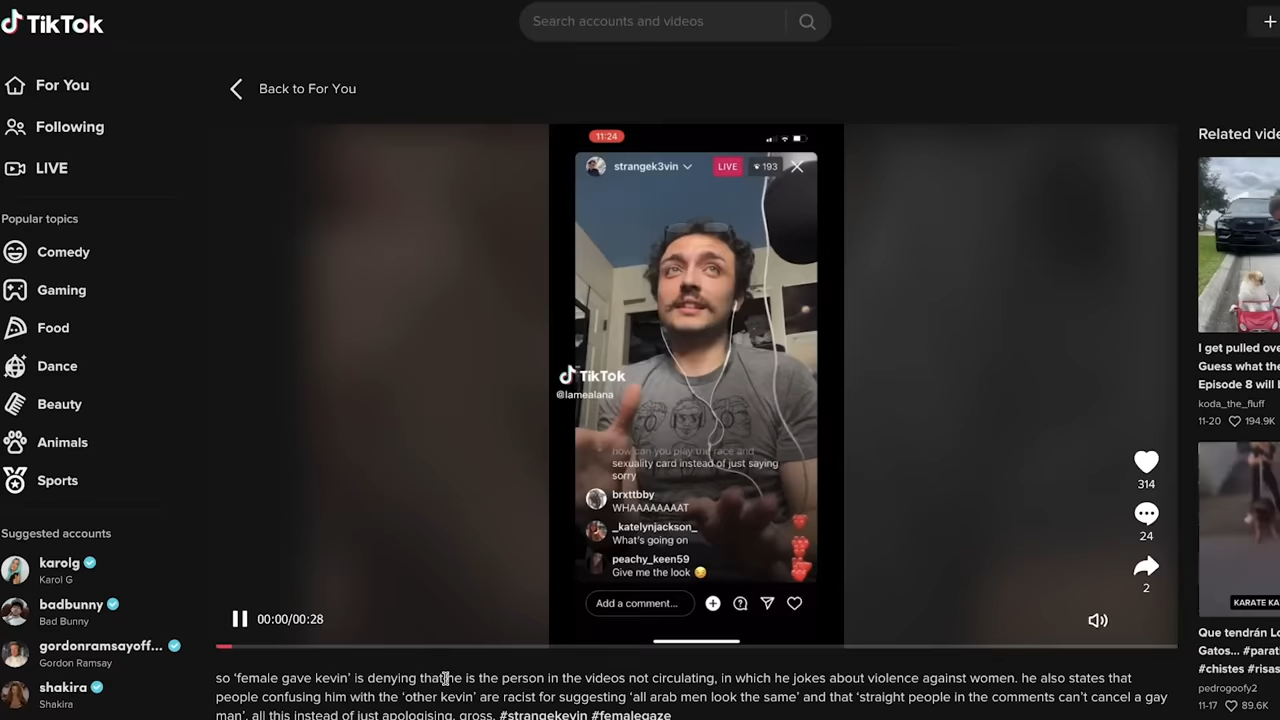 TikTok
Search accounts and videos
For You
Following
LIVE
Back to For You
Popular topics
Comedy
Gaming
Food
Dance
Beauty
Animals
Sports
Suggested accounts
karolg
Karol G
badbunny
Bad Bunny
gordonramsayoff...
Gordon Ramsay
shakira
Shakira
11:24
strangek3vin
LIVE
193
TikTok
@lamealana
how can you play the race and
sexuality card instead of just saying
sorry
brxttbby
WHAAAAAAAT
_katelynjackson_
What's going on
peachy_keen59
Give me the look 😏
Add a comment...
314
24
2
00:00/00:28
so ‘female gave kevin’ is denying that he is the person in the videos not circulating, in which he jokes about violence against women. he also states that
people confusing him with the ‘other kevin’ are racist for suggesting ‘all arab men look the same’ and that ‘straight people in the comments can’t cancel a gay
man’. all this instead of just apologising. gross. #strangekevin #femalegaze
Related vide
I get pulled ove
Guess what the
Episode 8 will
koda_the_fluff
11-20
194.9K
KARATE KA
Que tendrán Lo
Gatos... #parat
#chistes #risas
pedrogoofy2
11-17
89.6K